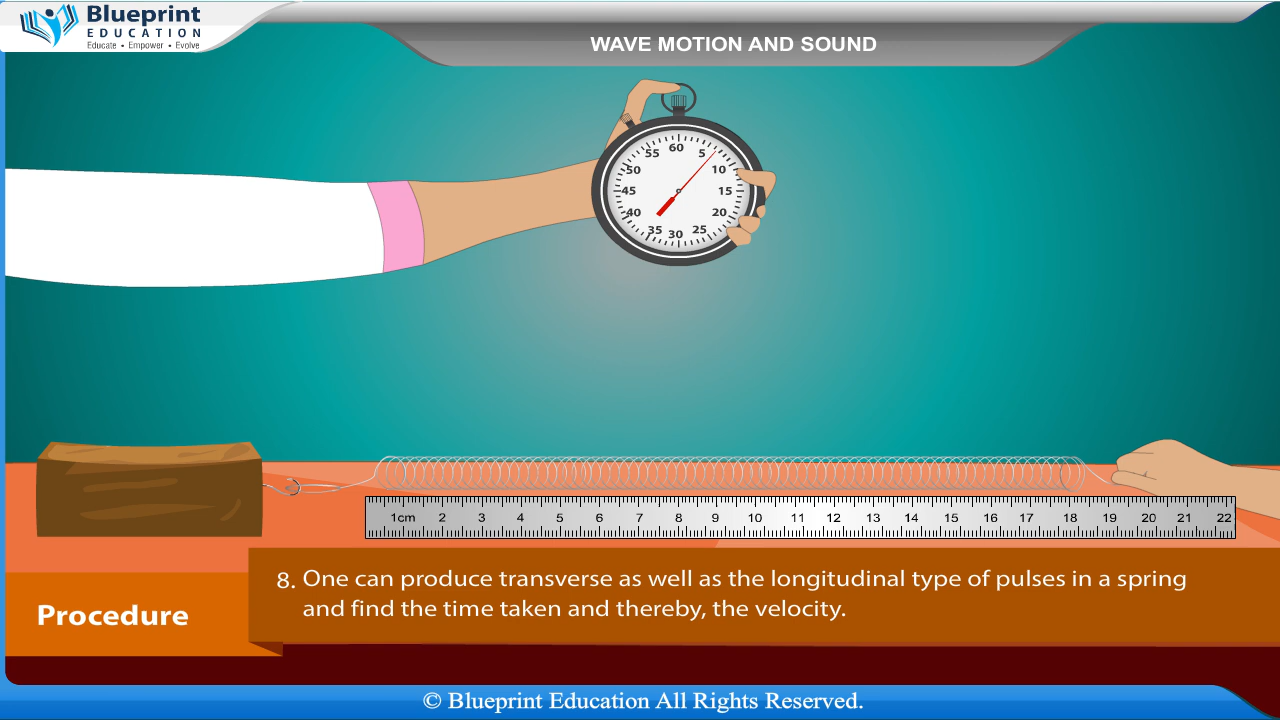 Blueprint
EDUCATION
Educate • Empower • Evolve
WAVE MOTION AND SOUND
60
55
5
50
10
45
15
40
20
35
30
25
1cm 2 3 4 5 6 7 8 9 10 11 12 13 14 15 16 17 18 19 20 21 22
8. One can produce transverse as well as the longitudinal type of pulses in a spring
and find the time taken and thereby, the velocity.
Procedure
© Blueprint Education All Rights Reserved.